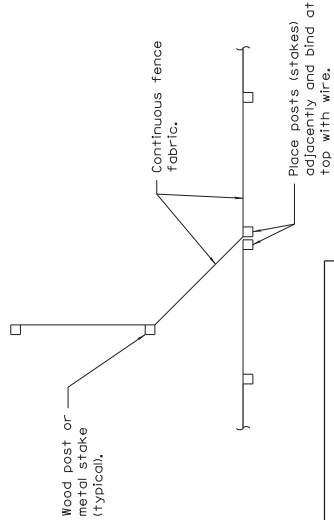 Wood post or
metal stake
(typical).
Continuous fence
fabric.
Place posts (stakes)
adjacently and bind at
top with wire.